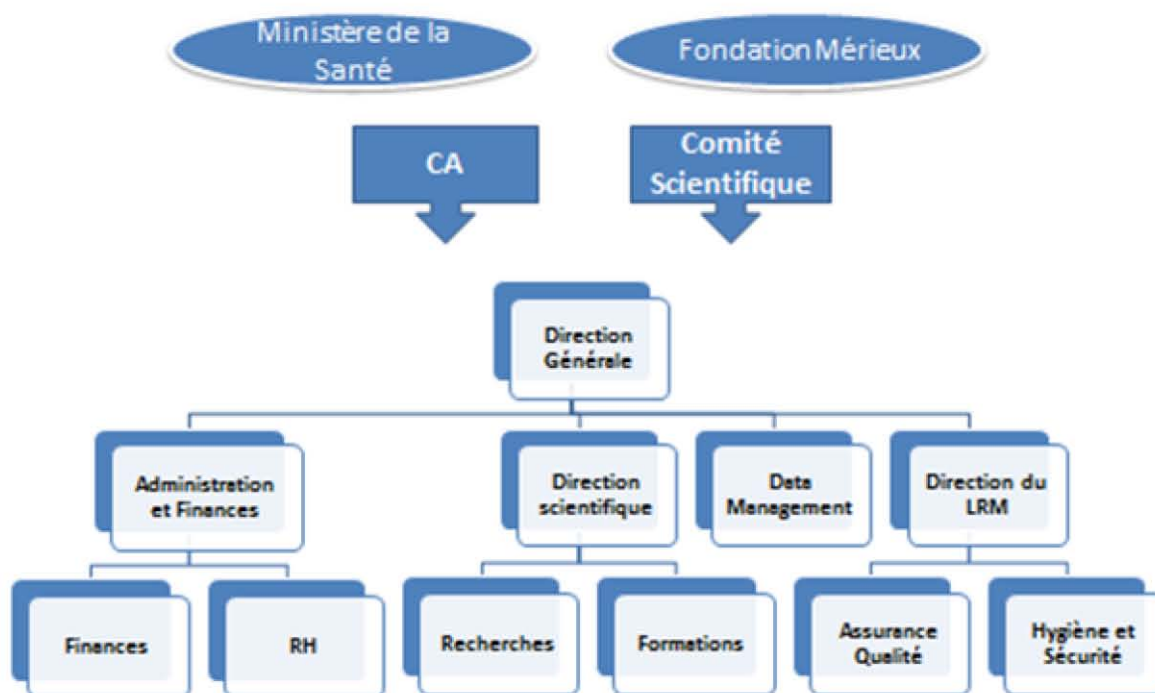 Ministère de la
Santé
Fondation Mérieux
CA
Comité
Scientifique
Direction
Générale
Administration
et Finances
Direction
scientifique
Data
Management
Direction du
LRM
Finances
RH
Recherches
Formations
Assurance
Qualité
Hygiène et
Sécurité